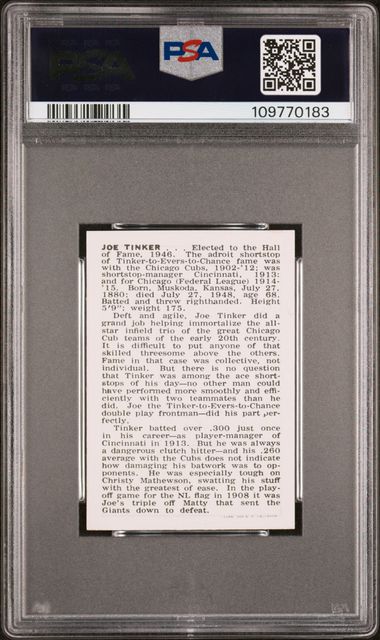 PSA
109770183
JOE TINKER . . . Elected to the Hall
of Fame, 1946. The adroit shortstop
of Tinker-to-Evers-to-Chance fame was
with the Chicago Cubs, 1902-'12; was
shortstop-manager Cincinnati, 1913:
and for Chicago (Federal League) 1914-
'15. Born, Muskoda, Kansas, July 27,
1880; died July 27, 1948, age 68.
Batted and threw righthanded. Height
5'9"; weight 175.
Deft and agile, Joe Tinker did a
grand job helping immortalize the all-
star infield trio of the great Chicago
Cub teams of the early 20th century.
It is difficult to put anyone of that
skilled threesome above the others.
Fame in that case was collective, not
individual. But there is no question
that Tinker was among the ace short-
stops of his day—no other man could
have performed more smoothly and effi-
ciently with two teammates than he
did. Joe the Tinker-to-Evers-to-Chance
double play frontman—did his part per-
fectly.
Tinker batted over .300 just once
in his career—as player-manager of
Cincinnati in 1913. But he was always
a dangerous clutch hitter—and his .260
average with the Cubs does not indicate
how damaging his batwork was to op-
ponents. He was especially tough on
Christy Mathewson, swatting his stuff
with the greatest of ease. In the play-
off game for the NL flag in 1908 it was
Joe's triple off Matty that sent the
Giants down to defeat.